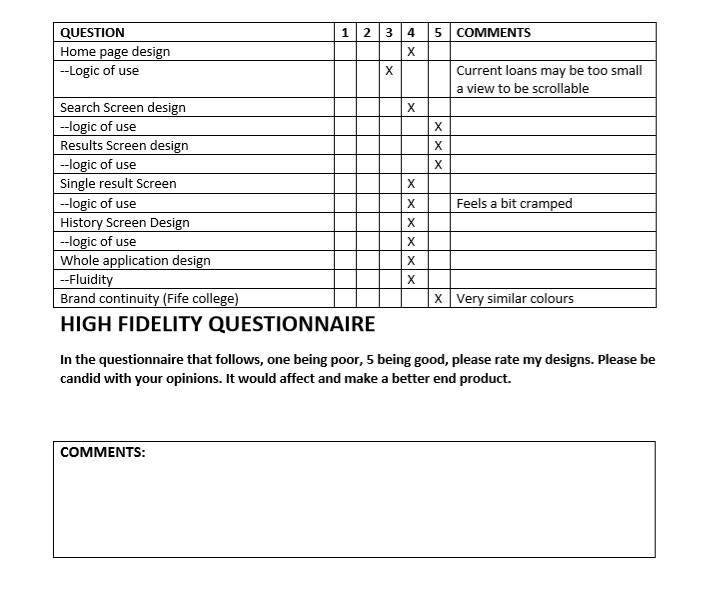 QUESTION 1 2 3 4 5 COMMENTS
Home page design X
--Logic of use X Current loans may be too small
a view to be scrollable
Search Screen design X
--logic of use X
Results Screen design X
--logic of use X
Single result Screen X
--logic of use X Feels a bit cramped
History Screen Design X
--logic of use X
Whole application design X
--Fluidity X
Brand continuity (Fife college) X Very similar colours
HIGH FIDELITY QUESTIONNAIRE
In the questionnaire that follows, one being poor, 5 being good, please rate my designs. Please be
candid with your opinions. It would affect and make a better end product.
COMMENTS: